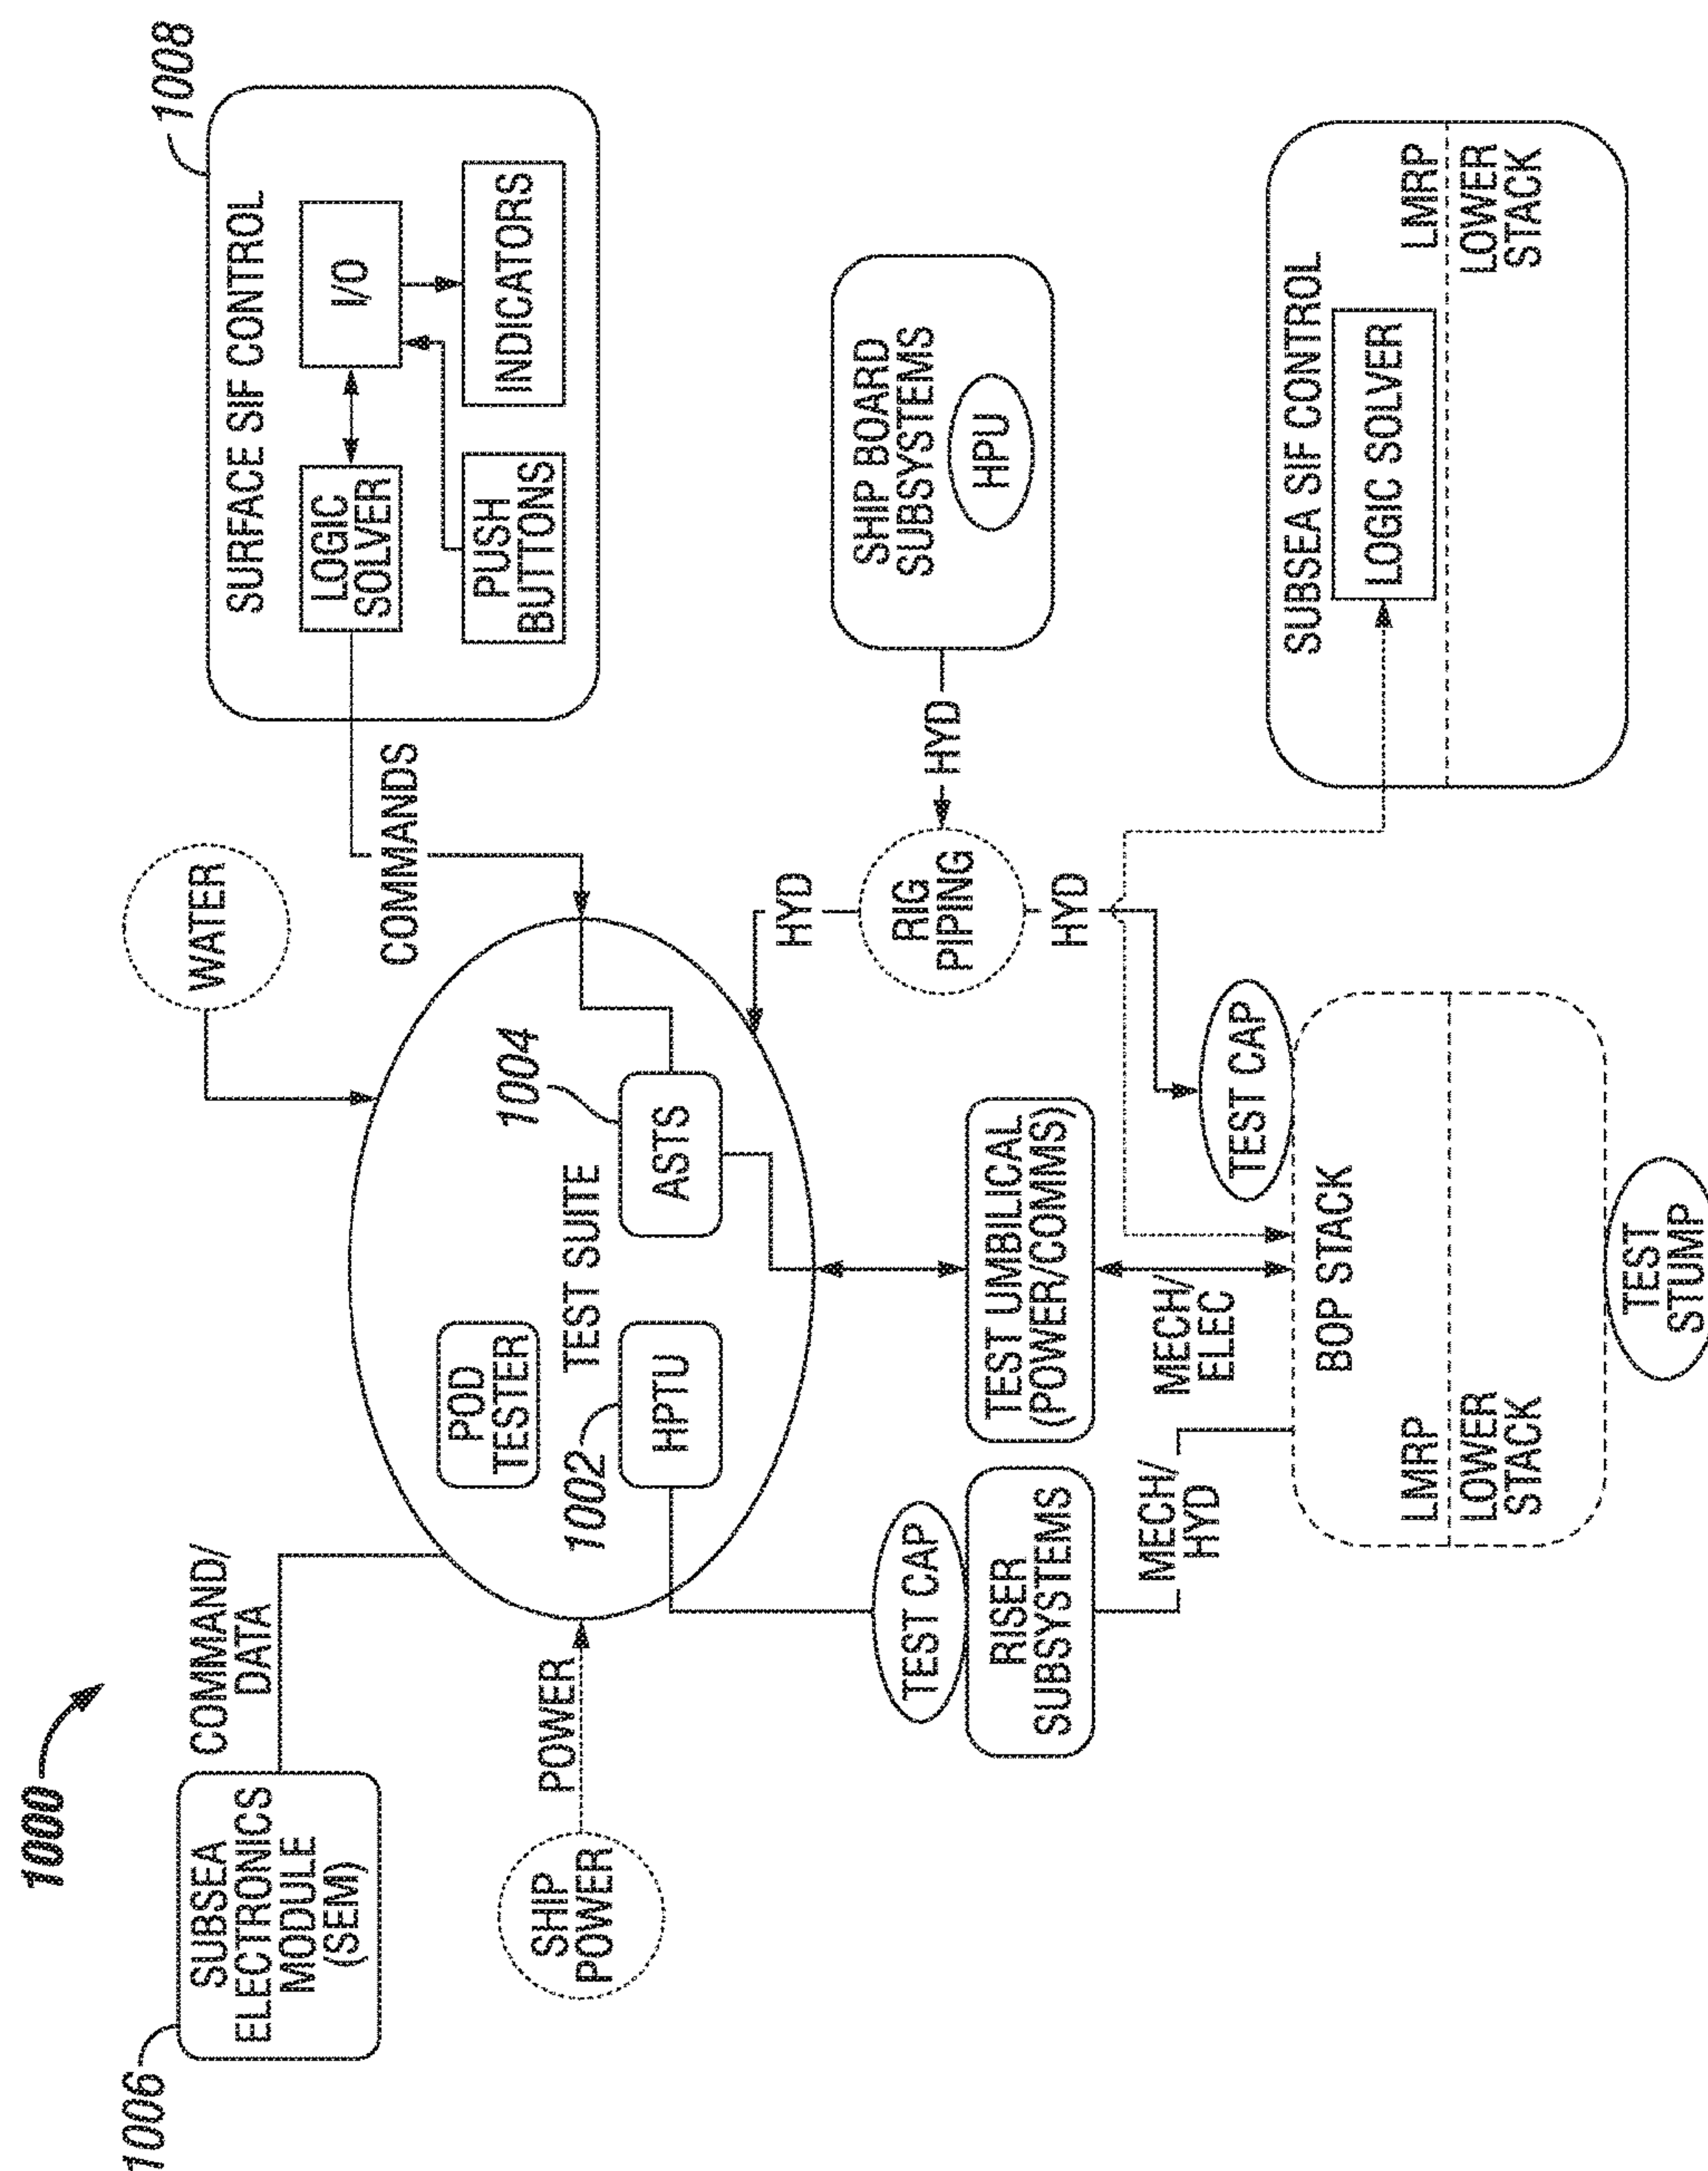 1000
1006
SUBSEA
ELECTRONICS
MODULE
(SEM)
COMMAND/
DATA
WATER
1008
SURFACE SIF CONTROL
LOGIC
SOLVER
I/O
PUSH
BUTTONS
INDICATORS
COMMANDS
SHIP
POWER
POWER
POD
TESTER
TEST SUITE
1002
HPTU
1004
ASTS
HYD
RIG
PIPING
HYD
HYD
SHIP BOARD
SUBSYSTEMS
HPU
TEST CAP
RISER
SUBSYSTEMS
MECH/
HYD
TEST UMBILICAL
(POWER/COMMS)
MECH/
ELEC
TEST CAP
BOP STACK
LMRP
LOWER
STACK
TEST
STUMP
SUBSEA SIF CONTROL
LOGIC SOLVER
LMRP
LOWER
STACK